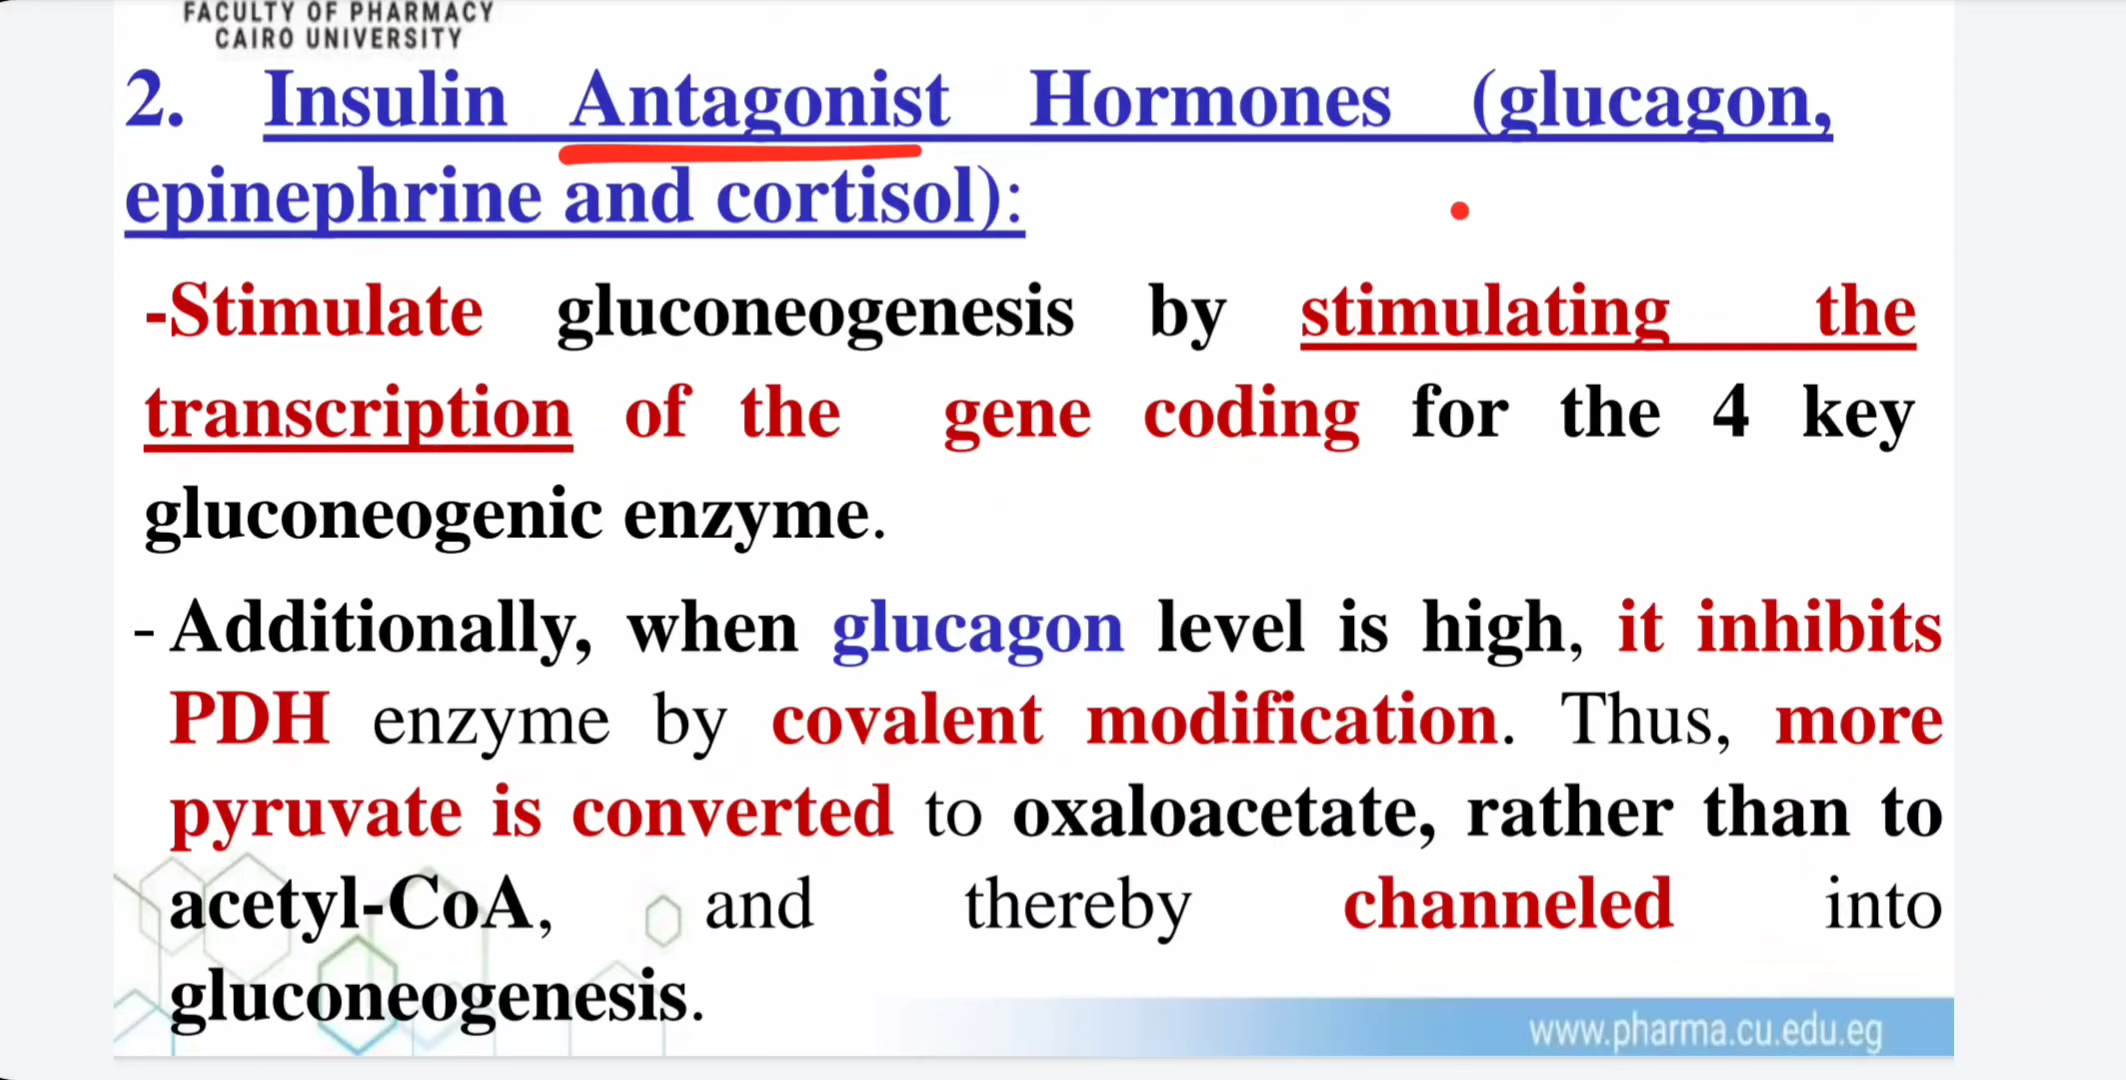 FACULTY OF PHARMACY
CAIRO UNIVERSITY
2. Insulin Antagonist Hormones (glucagon,
epinephrine and cortisol):
-Stimulate gluconeogenesis by stimulating the
transcription of the gene coding for the 4 key
gluconeogenic enzyme.
- Additionally, when glucagon level is high, it inhibits
PDH enzyme by covalent modification. Thus, more
pyruvate is converted to oxaloacetate, rather than to
acetyl-CoA, and thereby channeled into
gluconeogenesis.
www.pharma.cu.edu.eg